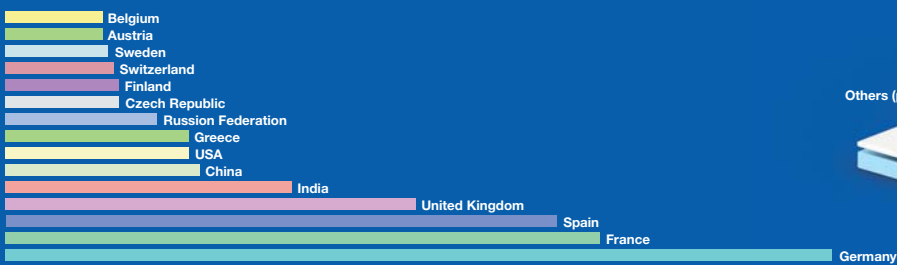 Belgium
Austria
Sweden
Switzerland
Finland
Czech Republic
Others (
Russion Federation
Greece
USA
China
India
United Kingdom
Spain
France
Germany